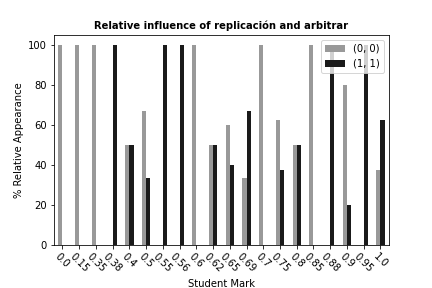 Relative influence of replicación and arbitrar
100
80
60
40
20
0
% Relative Appearance
(0, 0)
(1, 1)
0.0 0.15 0.35 0.38 0.4 0.5 0.55 0.56 0.6 0.62 0.65 0.69 0.7 0.75 0.8 0.85 0.88 0.9 0.95 1.0
Student Mark